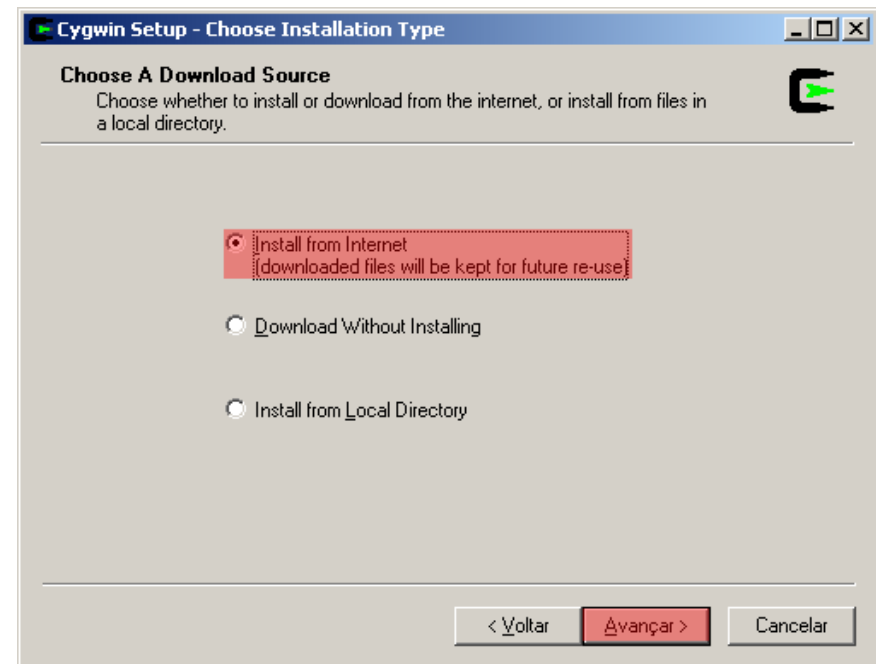 Cygwin Setup - Choose Installation Type
Choose A Download Source
Choose whether to install or download from the internet, or install from files in
a local directory.
Install from Internet
(downloaded files will be kept for future re-use)
Download Without Installing
Install from Local Directory
< Voltar Avançar > Cancelar